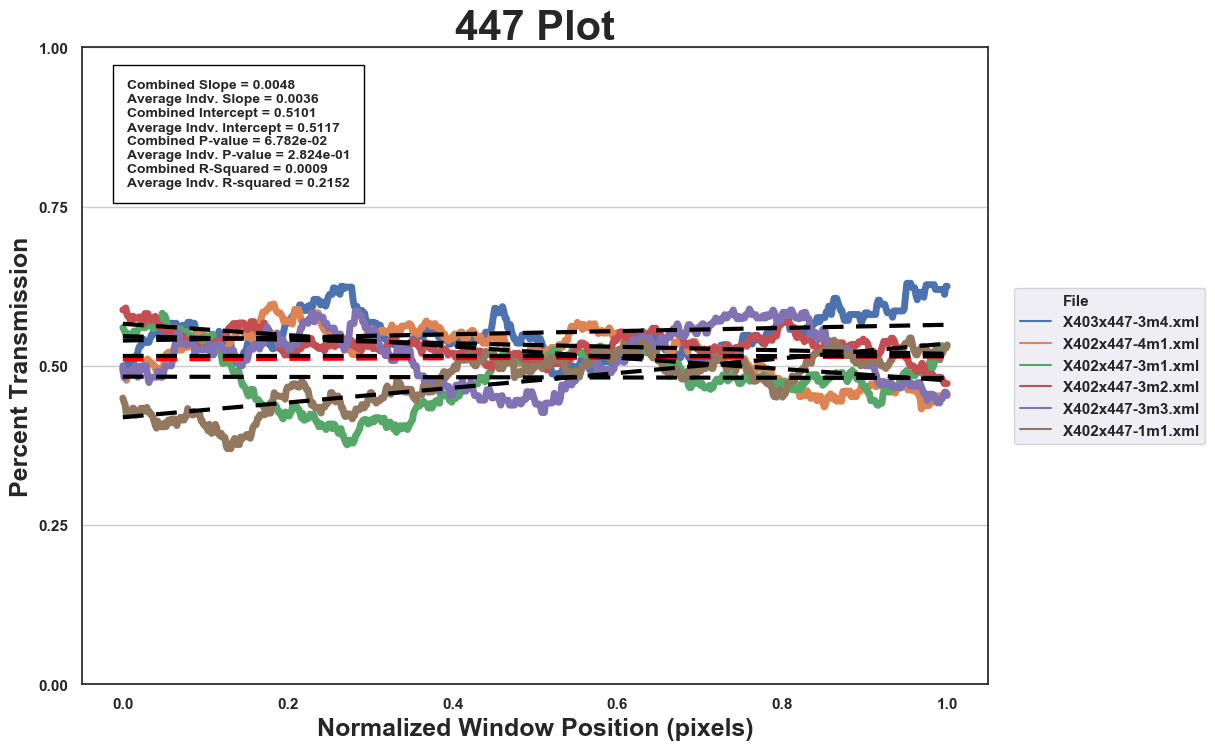 447 Plot
1.00
Combined Slope = 0.0048
Average Indv. Slope = 0.0036
Combined Intercept = 0.5101
Average Indv. Intercept = 0.5117
Combined P-value = 6.782e-02
Average Indv. P-value = 2.824e-01
Combined R-Squared = 0.0009
Average Indv. R-squared = 0.2152
0.75
0.50
0.25
0.00
Percent Transmission
0.0 0.2 0.4 0.6 0.8 1.0
Normalized Window Position (pixels)
File
X403x447-3m4.xml
X402x447-4m1.xml
X402x447-3m1.xml
X402x447-3m2.xml
X402x447-3m3.xml
X402x447-1m1.xml